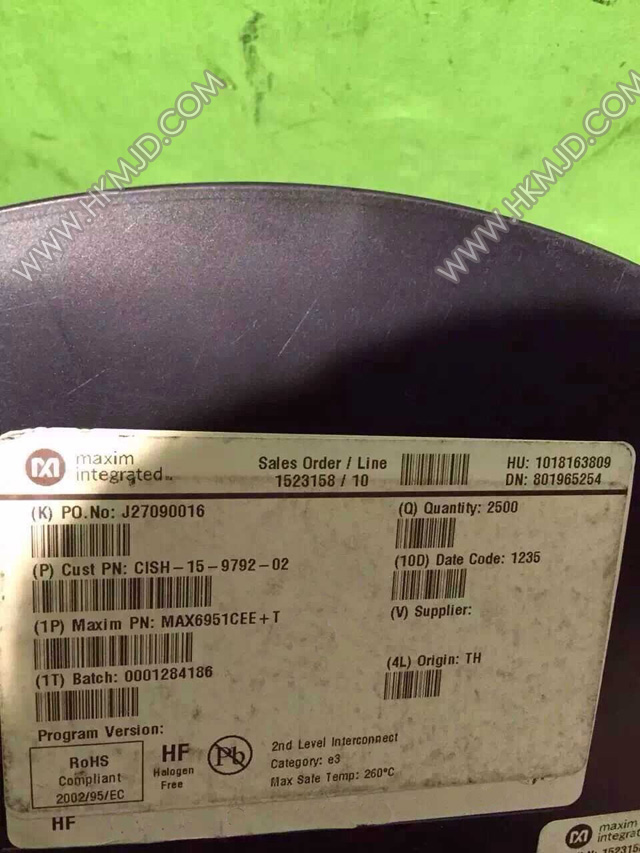 WWW.HKMJD.COM
WWW.HKMJD.COM
maxim integrated™
Sales Order / Line
1523158 / 10
HU: 1018163809
DN: 801965254
(K) PO.No: J27090016
(Q) Quantity: 2500
(P) Cust PN: CISH-15-9792-02
(10D) Date Code: 1235
(1P) Maxim PN: MAX6951CEE+T
(V) Supplier:
(1T) Batch: 0001284186
(4L) Origin: TH
Program Version:
RoHS
Compliant
2002/95/EC
HF
Halogen
Free
Pb
2nd Level Interconnect
Category: e3
Max Safe Temp: 260°C
HF
maxim